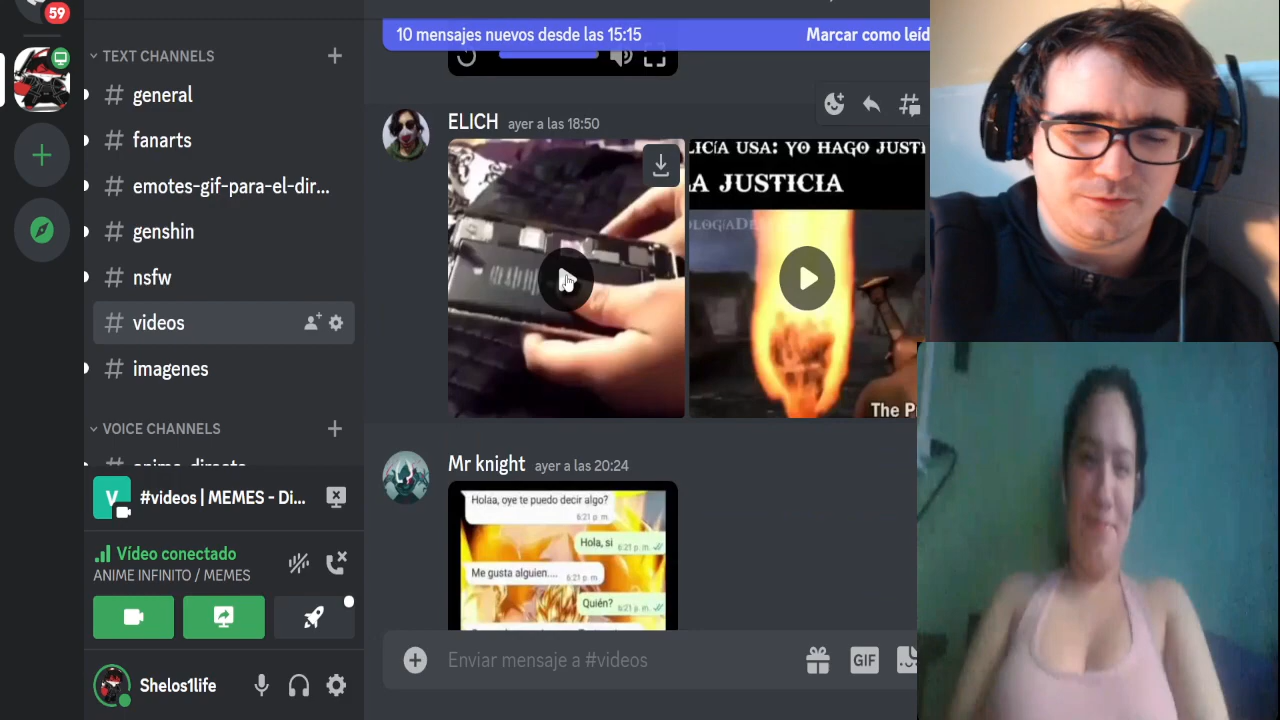 59
TEXT CHANNELS
general
fanarts
emotes-gif-para-el-dir...
genshin
nsfw
videos
imagenes
VOICE CHANNELS
V
#videos | MEMES - Di...
Vídeo conectado
ANIME INFINITO / MEMES
Shelos1life
10 mensajes nuevos desde las 15:15
Marcar como leíd
ELICH ayer a las 18:50
LICíA USA: YO HAGO JUSTI
A JUSTICIA
The P
Mr knight ayer a las 20:24
Holaa, oye te puedo decir algo?
6:21 p. m.
Hola, si 6:21 p. m.
Me gusta alguien.... 6:21 p. m.
Quién? 6:21 p. m.
Enviar mensaje a #videos
GIF